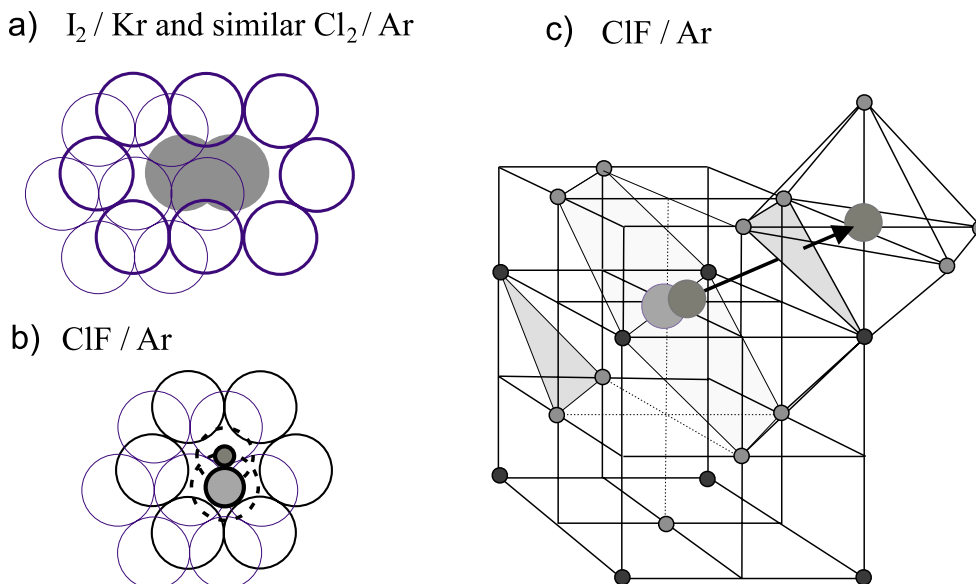 a) I₂ / Kr and similar Cl₂ / Ar
b) ClF / Ar
c) ClF / Ar